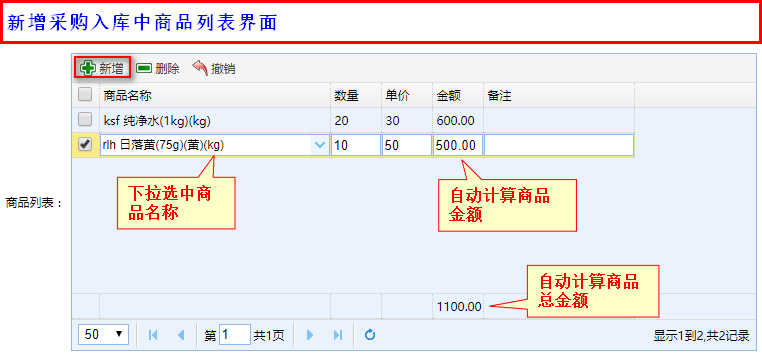 新增采购入库中商品列表界面
新增 删除 撤销
商品名称 数量 单价 金额 备注
ksf 纯净水(1kg)(kg) 20 30 600.00
rlh 日落黄(75g)(黄)(kg) 10 50 500.00
下拉选中商
品名称
自动计算商品
金额
商品列表：
自动计算商品
总金额
1100.00
50 第 1 共1页 显示1到2,共2记录